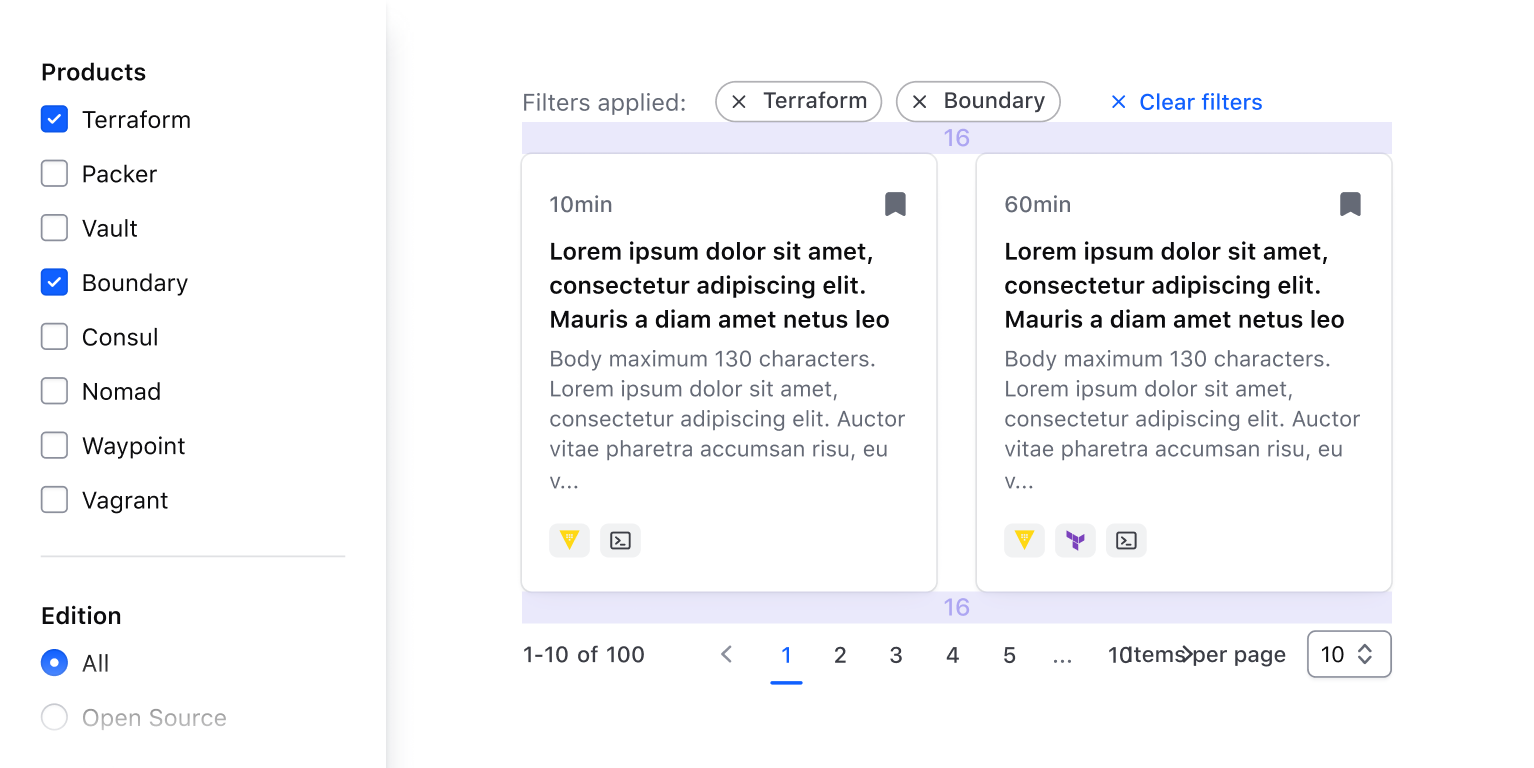 Products
Terraform
Packer
Vault
Boundary
Consul
Nomad
Waypoint
Vagrant
Edition
All
Open Source
Filters applied: Terraform Boundary Clear filters
16
10min
Lorem ipsum dolor sit amet,
consectetur adipiscing elit.
Mauris a diam amet netus leo
Body maximum 130 characters.
Lorem ipsum dolor sit amet,
consectetur adipiscing elit. Auctor
vitae pharetra accumsan risu, eu
v...
60min
Lorem ipsum dolor sit amet,
consectetur adipiscing elit.
Mauris a diam amet netus leo
Body maximum 130 characters.
Lorem ipsum dolor sit amet,
consectetur adipiscing elit. Auctor
vitae pharetra accumsan risu, eu
v...
16
1-10 of 100 1 2 3 4 5 ... 10 Items per page 10